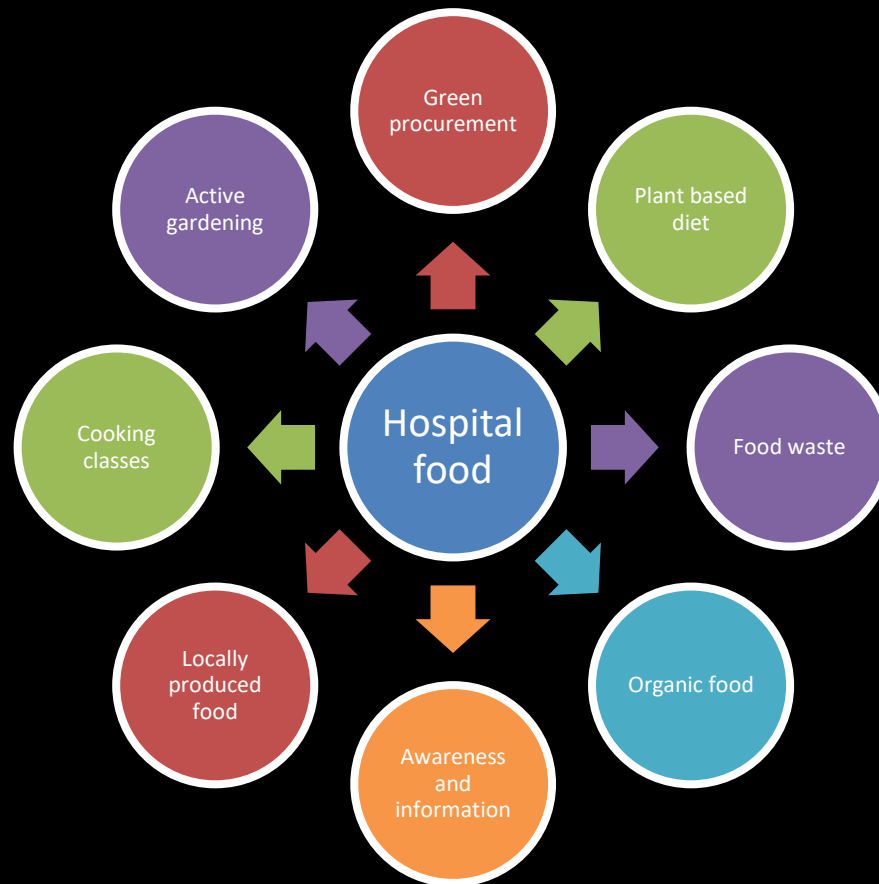 Green
procurement
Plant based
diet
Food waste
Organic food
Awareness
and
information
Locally
produced
food
Cooking
classes
Active
gardening
Hospital
food